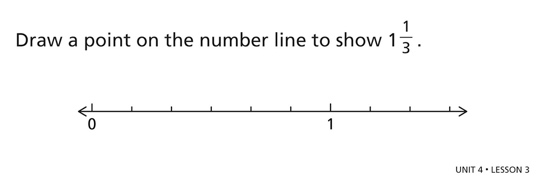 Draw a point on the number line to show 1 1/3 .
0 1
UNIT 4 • LESSON 3